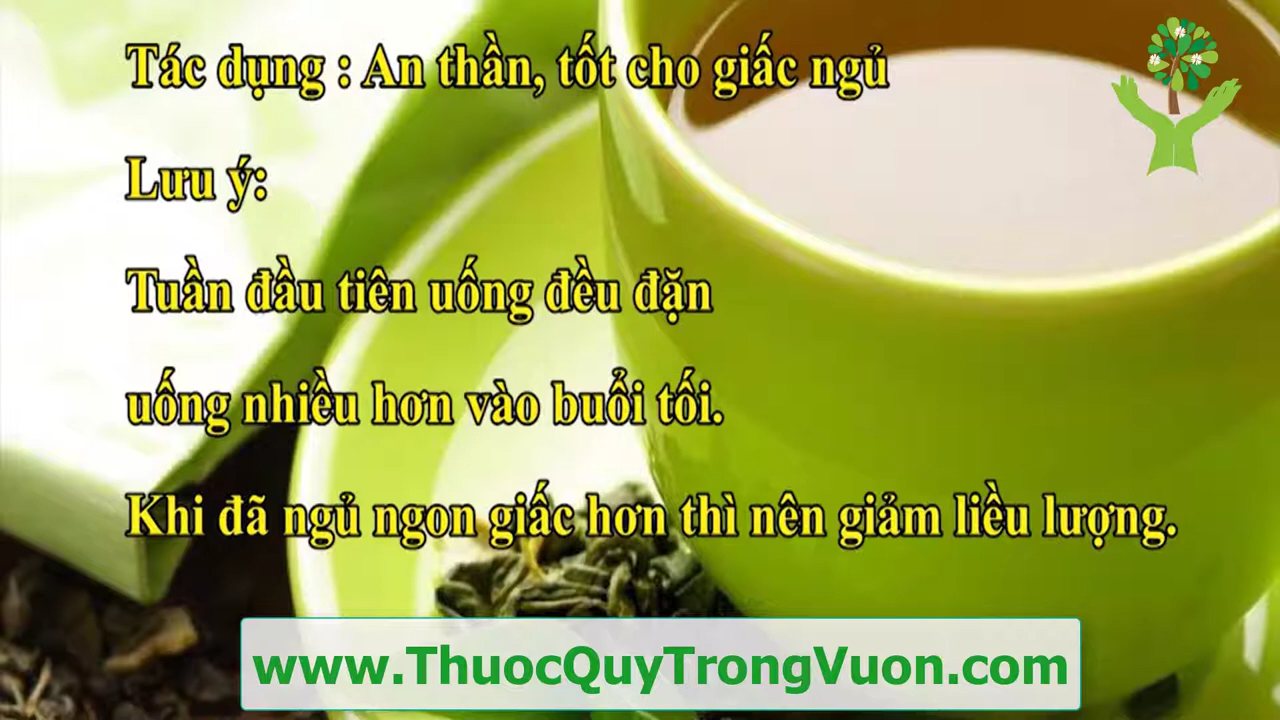 Tác dụng : An thần, tốt cho giấc ngủ
Lưu ý:
Tuần đầu tiên uống đều đặn
uống nhiều hơn vào buổi tối.
Khi đã ngủ ngon giấc hơn thì nên giảm liều lượng.
www.ThuocQuyTrongVuon.com